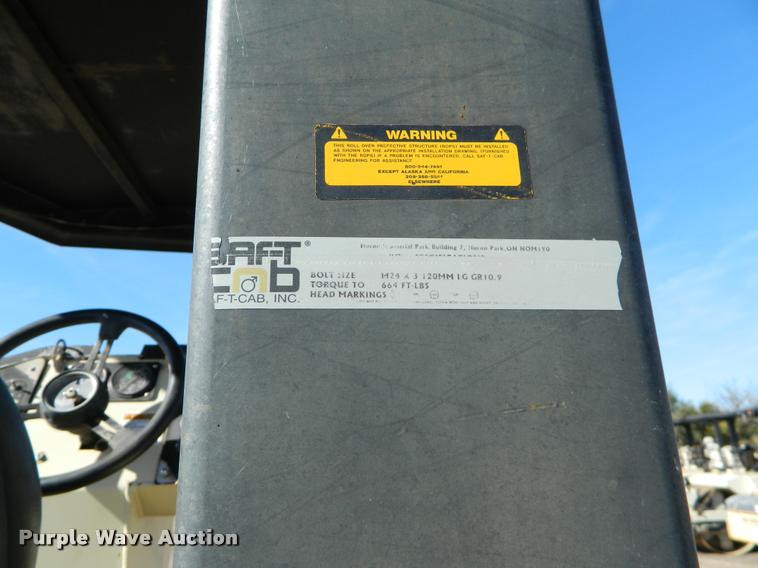 WARNING
THIS ROLL OVER PROTECTIVE STRUCTURE (ROPS) MUST BE INSTALLED
AS SHOWN ON THE APPROPRIATE INSTALLATION DRAWING (FURNISHED
WITH THE ROPS) IF A PROBLEM IS ENCOUNTERED, CALL SAF-T-CAB
ENGINEERING FOR ASSISTANCE.
EXCEPT ALASKA AND CALIFORNIA
ELSEWHERE
SAFT®
cab
AF-T-CAB, INC.
Industrial Park, Building 7, Huron Park, ON NOM1Y0
BOLT SIZE M24 X 3 120MM LG GR10.9
TORQUE TO 664 FT-LBS
HEAD MARKINGS
Purple Wave Auction